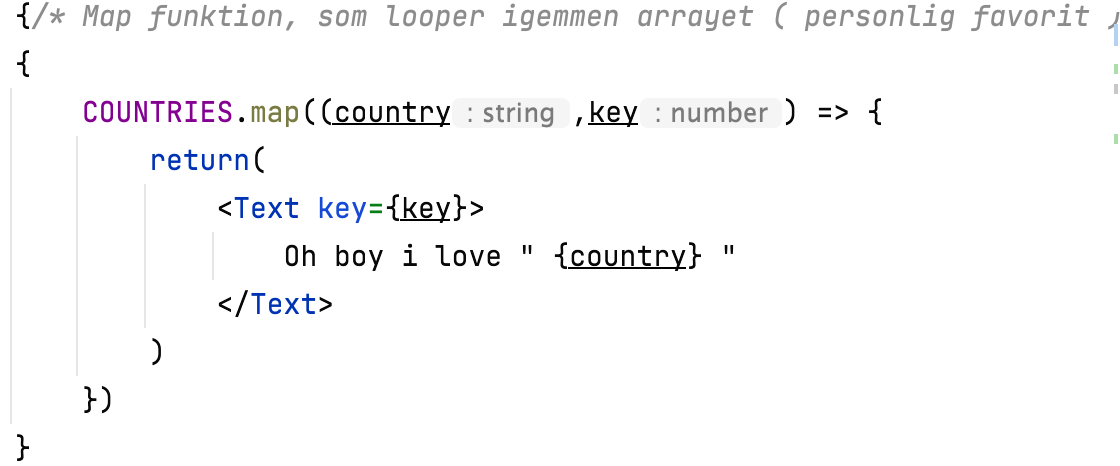 {/* Map funktion, som looper igemmen arrayet ( personlig favorit )
{
COUNTRIES.map((country : string ,key : number ) => {
return(
<Text key={key}>
Oh boy i love " {country} "
</Text>
)
})
}